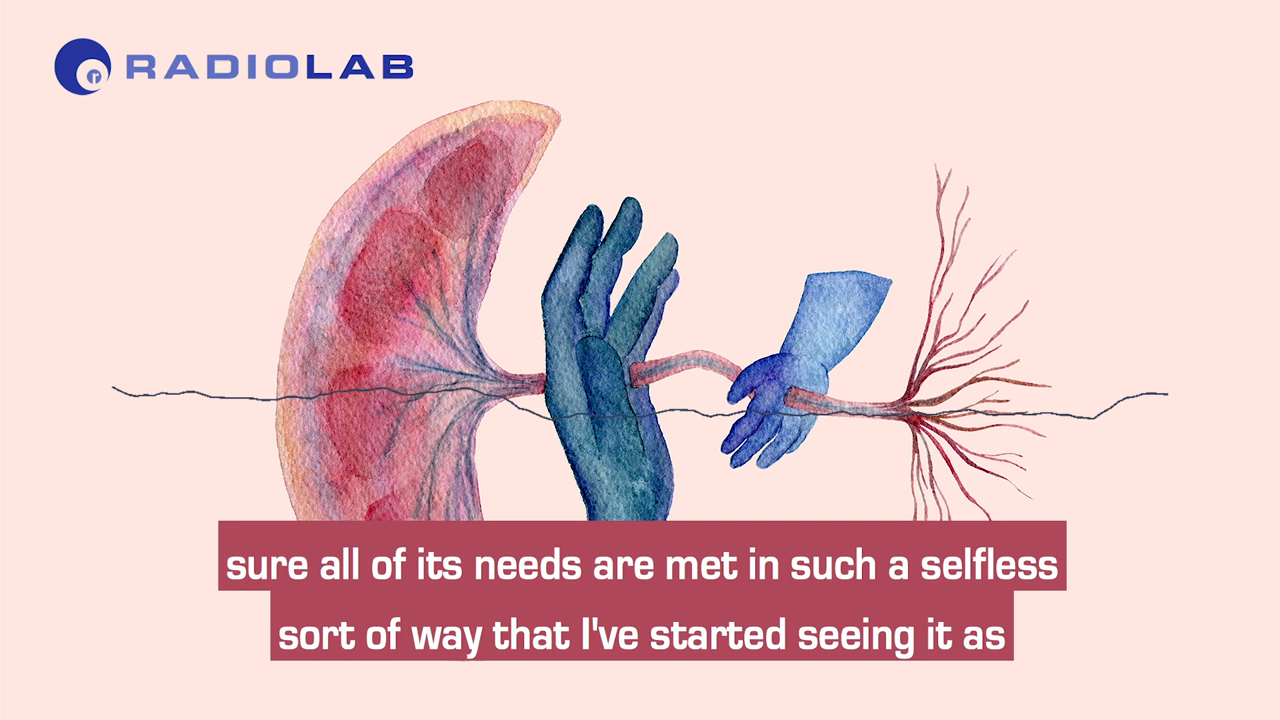 RADIOLAB
sure all of its needs are met in such a selfless
sort of way that I've started seeing it as